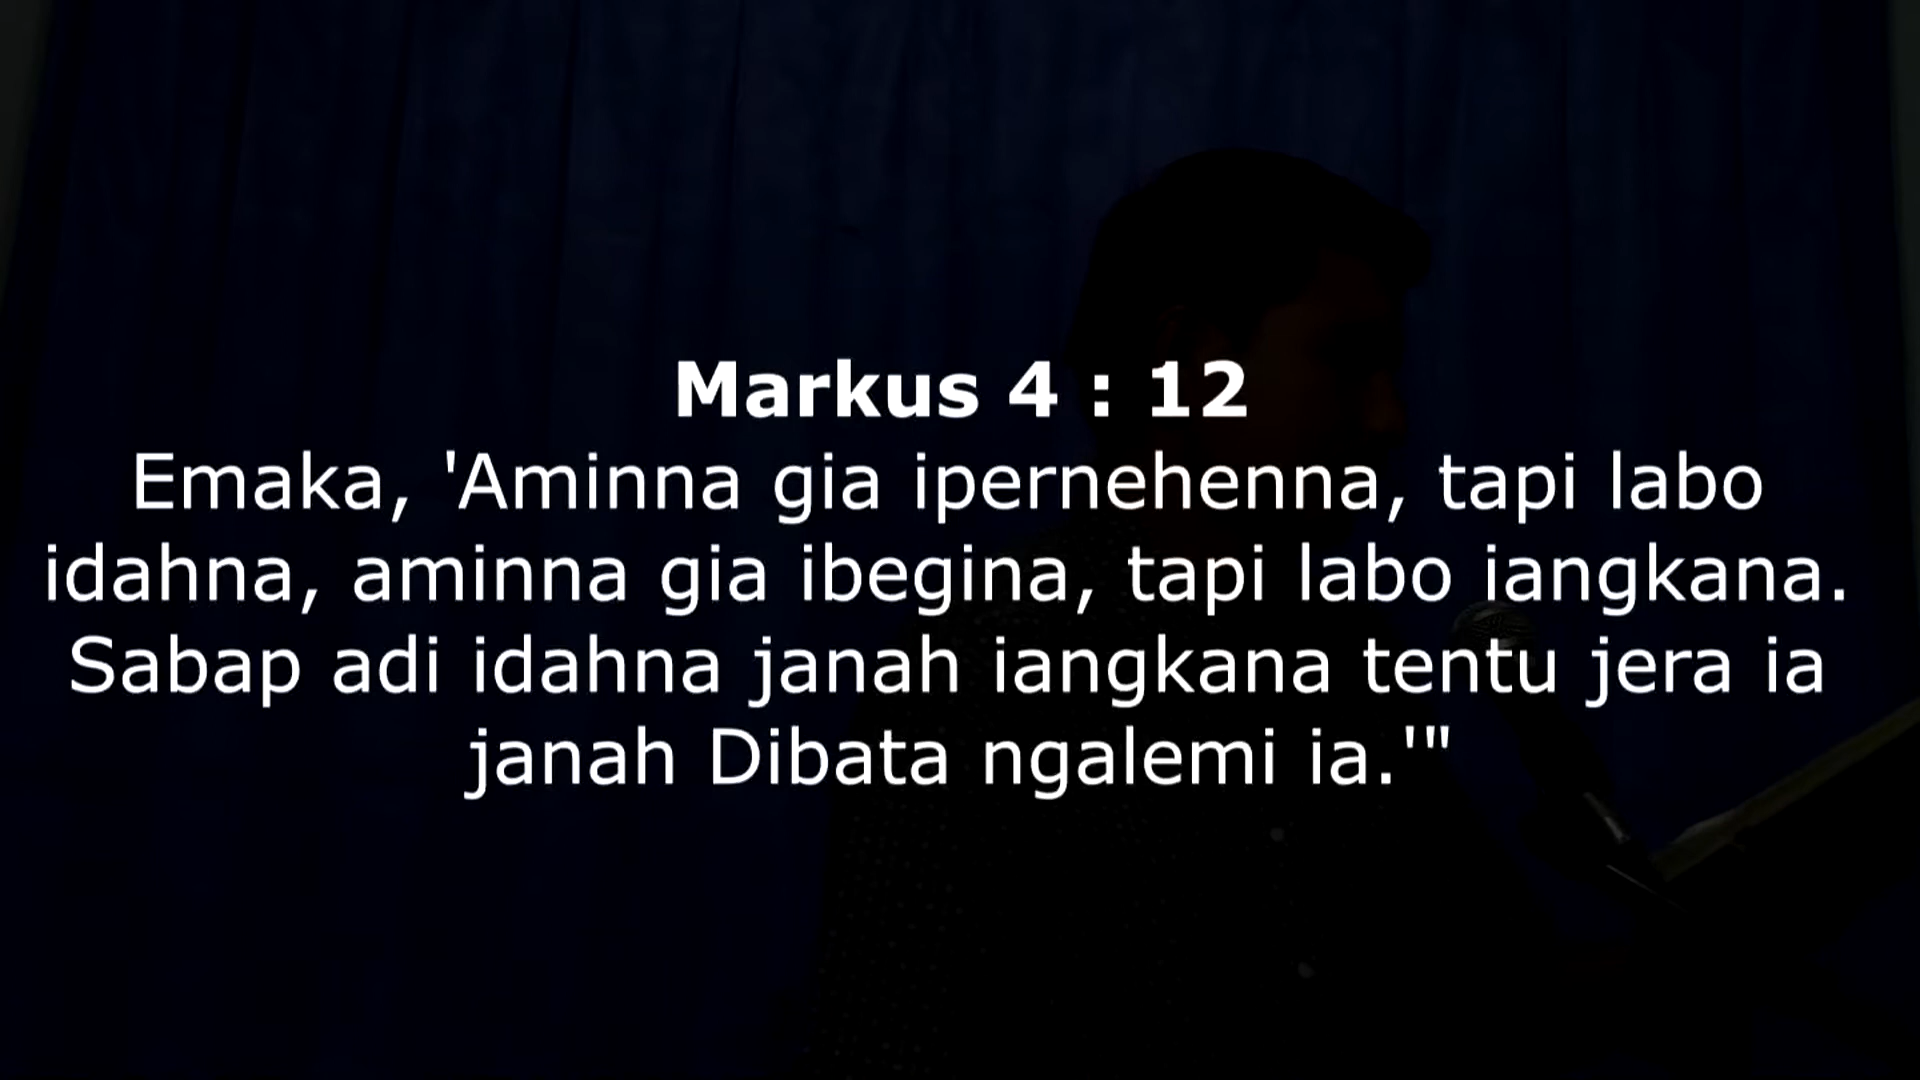 Markus 4 : 12
Emaka, 'Aminna gia ipernehenna, tapi labo
idahna, aminna gia ibegina, tapi labo iangkana.
Sabap adi idahna janah iangkana tentu jera ia
janah Dibata ngalemi ia.'"